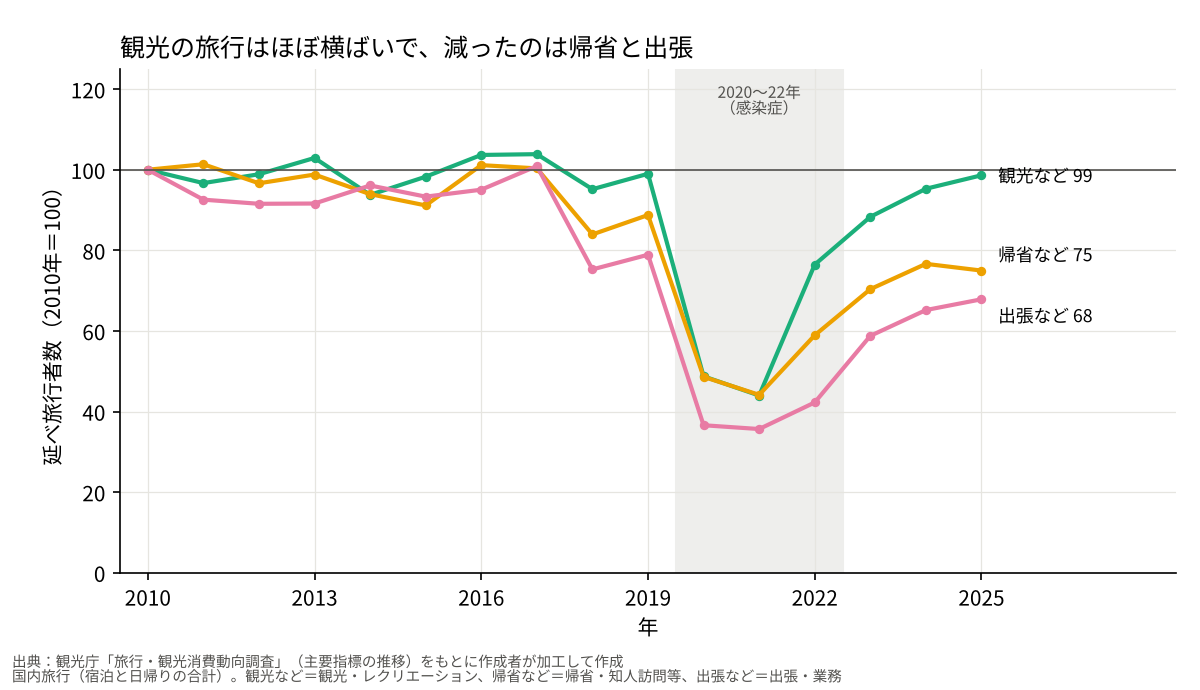 観光の旅行はほぼ横ばいで、減ったのは帰省と出張
2020～22年
（感染症）
120
100
80
60
40
20
0
延べ旅行者数（2010年＝100）
観光など 99
帰省など 75
出張など 68
2010
2013
2016
2019
2022
2025
年
出典：観光庁「旅行・観光消費動向調査」（主要指標の推移）をもとに作成者が加工して作成
国内旅行（宿泊と日帰りの合計）。観光など＝観光・レクリエーション、帰省など＝帰省・知人訪問等、出張など＝出張・業務